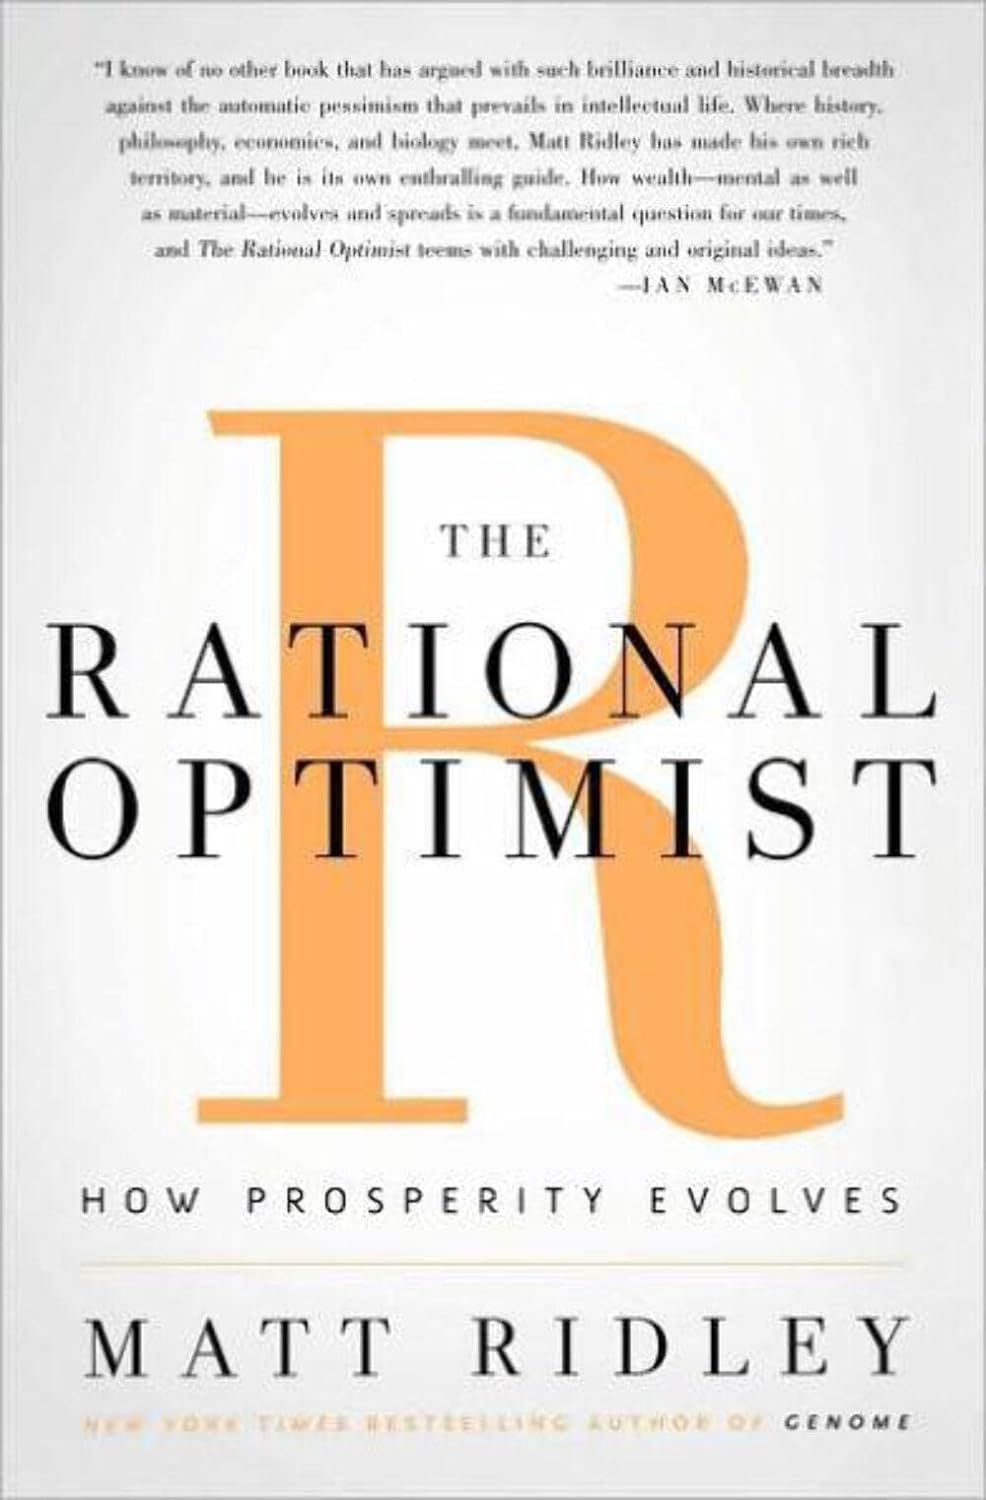 "I know of no other book that has argued with such brilliance and historical breadth
against the automatic pessimism that prevails in intellectual life. Where history,
philosophy, economics, and biology meet, Matt Ridley has made his own rich
territory, and he is its own enthralling guide. How wealth—mental as well
as material—evolves and spreads is a fundamental question for our times,
and The Rational Optimist teems with challenging and original ideas."
—IAN McEWAN
R
THE
RATIONAL
OPTIMIST
HOW PROSPERITY EVOLVES
MATT RIDLEY
NEW YORK TIMES BESTSELLING AUTHOR OF GENOME